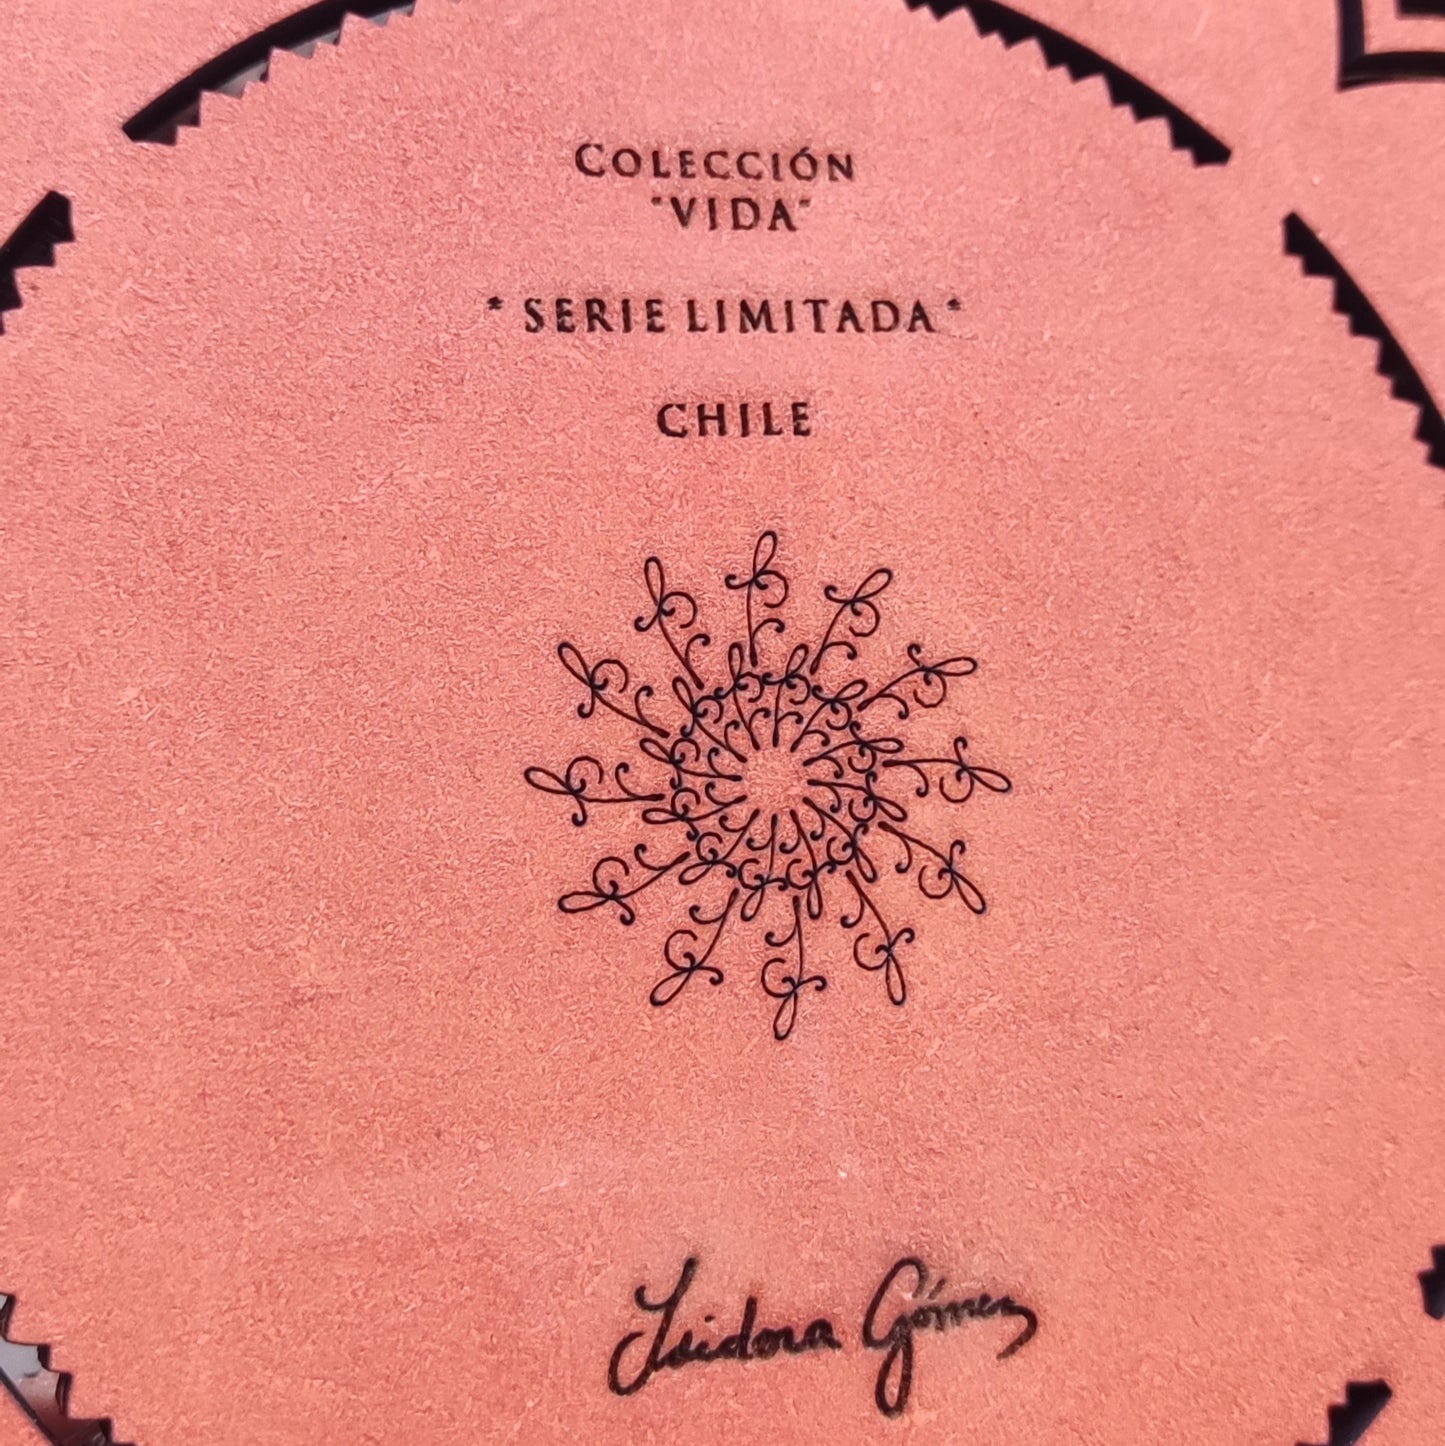 COLECCIÓN
"VIDA"
* SERIE LIMITADA *
CHILE
Isidora Gómez